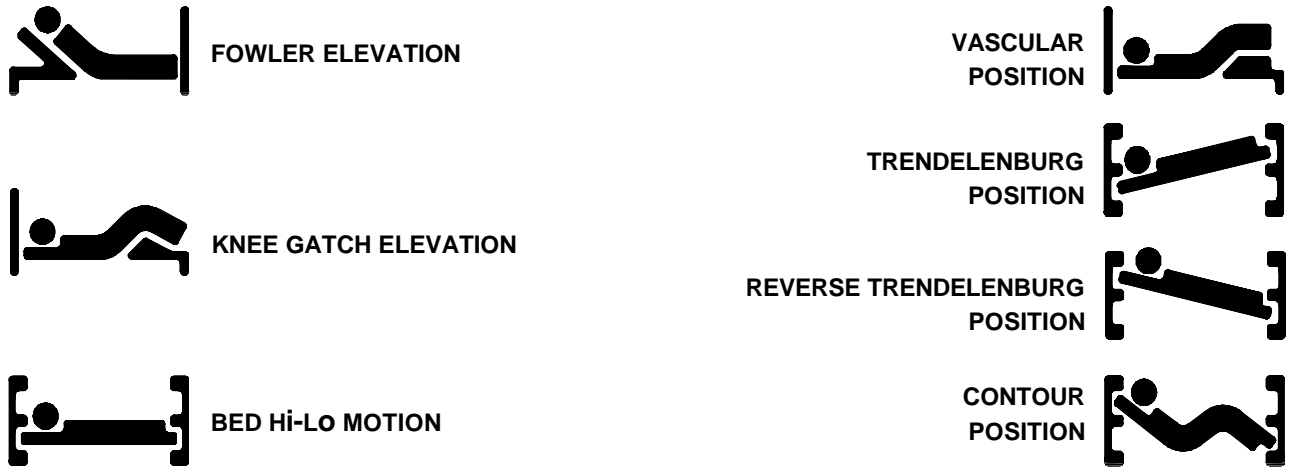 FOWLER ELEVATION
KNEE GATCH ELEVATION
BED Hi-Lo MOTION
VASCULAR
POSITION
TRENDELENBURG
POSITION
REVERSE TRENDELENBURG
POSITION
CONTOUR
POSITION